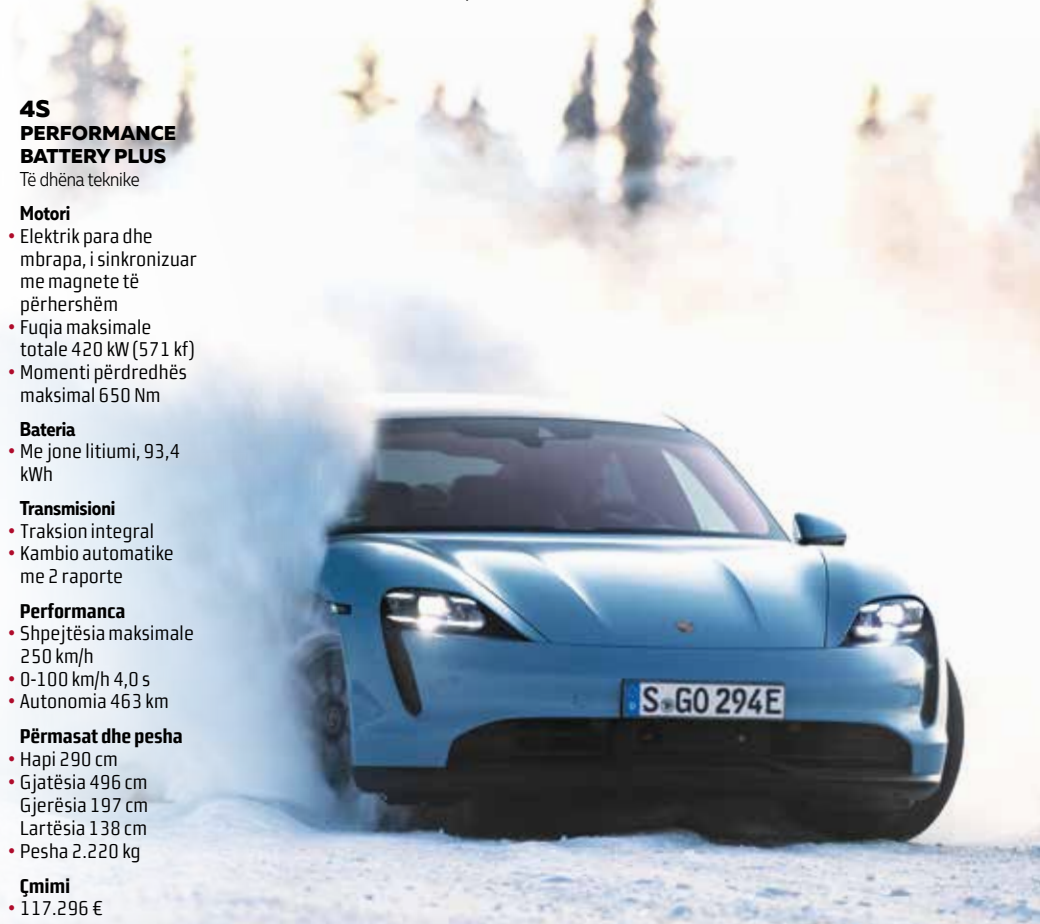 4S
PERFORMANCE
BATTERY PLUS
Të dhëna teknike
Motori
• Elektrik para dhe
mbrapa, i sinkronizuar
me magnete të
përhershëm
• Fuqia maksimale
totale 420 kW (571 kf)
• Momenti përdredhës
maksimal 650 Nm
Bateria
• Me jone litiumi, 93,4
kWh
Transmisioni
• Traksion integral
• Kambio automatike
me 2 raporte
Performanca
• Shpejtësia maksimale
250 km/h
• 0-100 km/h 4,0 s
• Autonomia 463 km
Përmasat dhe pesha
• Hapi 290 cm
• Gjatësia 496 cm
Gjerësia 197 cm
Lartësia 138 cm
• Pesha 2.220 kg
Çmimi
• 117.296 €
S GO 294E